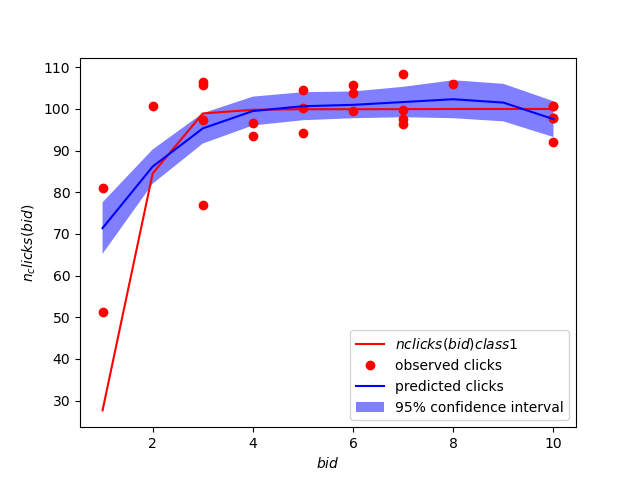 110
100
90
80
70
60
50
40
30
n_clicks(bid)
nclicks(bid)class1
observed clicks
predicted clicks
95% confidence interval
2
4
6
8
10
bid